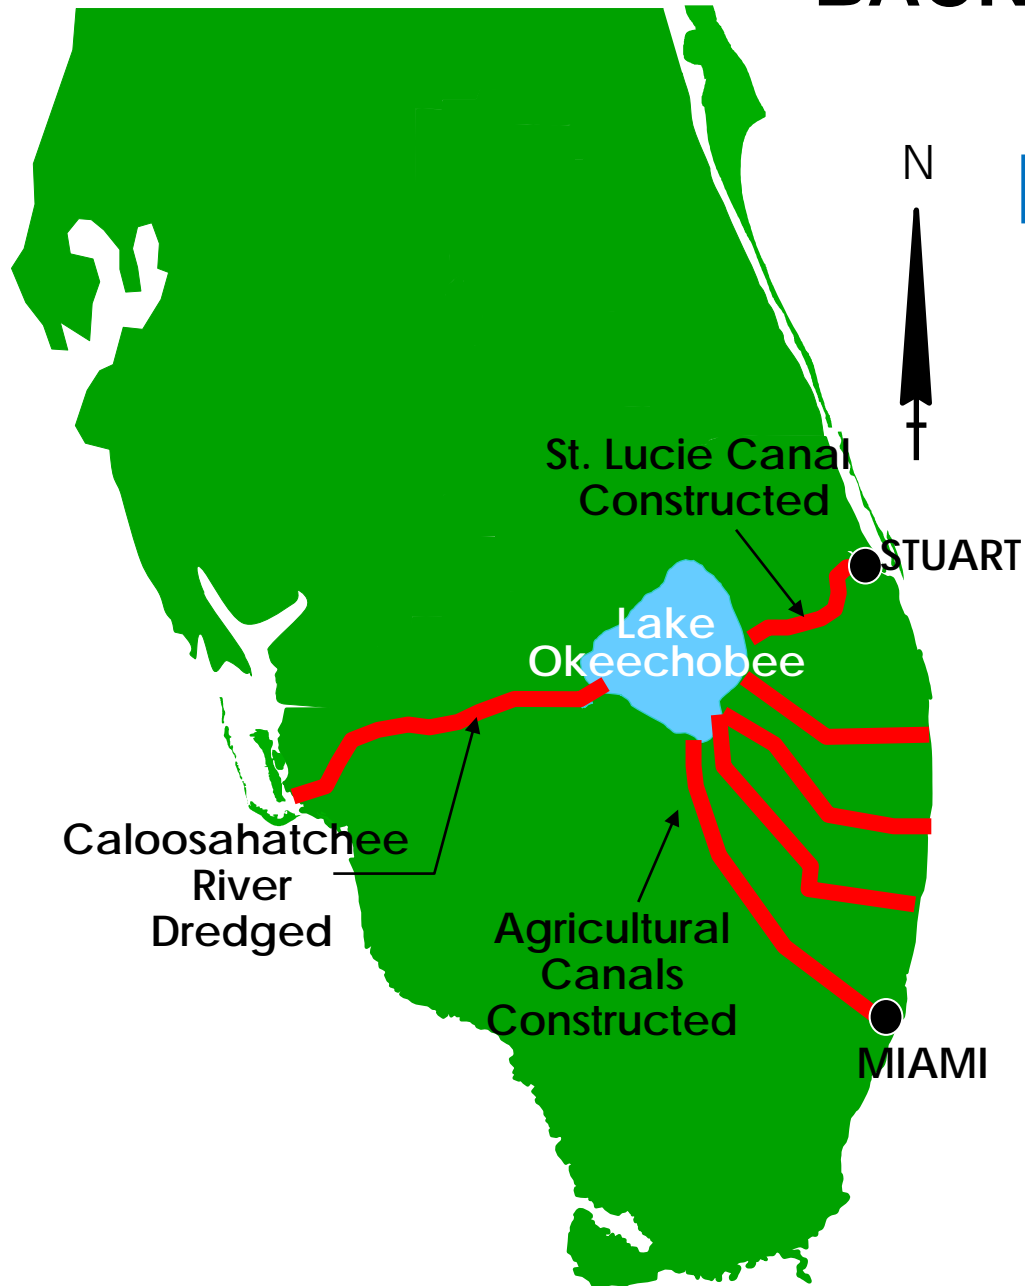 N
St. Lucie Canal
Constructed
STUART
Lake
Okeechobee
Caloosahatchee
River
Dredged
Agricultural
Canals
Constructed
MIAMI